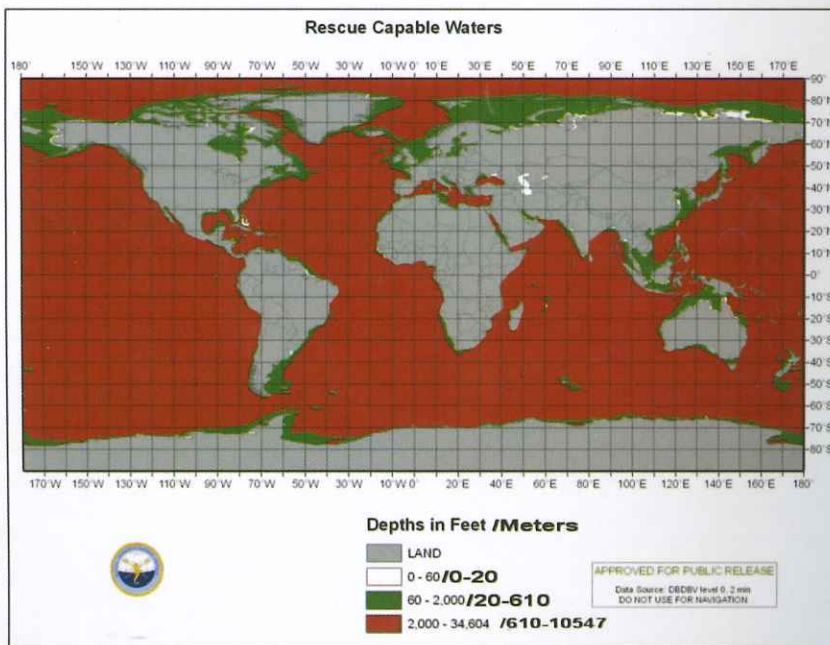 Rescue Capable Waters
180 170°W 150°W 130°W 110°W 90°W 70°W 50°W 30°W 10°W 0° 10°E 30°E 50°E 70°E 90°E 110°E 130°E 150°E 170°E
90°
80°
70°
60°N
50°N
40°N
30°N
20°N
10°N
0°
10°S
20°S
30°S
40°S
50°S
60°S
70°S
80°S
170°W 150°W 130°W 110°W 90°W 70°W 50°W 30°W 10°W 0° 20°E 40°E 60°E 80°E 100°E 120°E 140°E 160°E 180°
Depths in Feet /Meters
LAND
0 - 60 /0-20
60 - 2,000 /20-610
2,000 - 34,604 /610-10547
APPROVED FOR PUBLIC RELEASE
Data Source: DBDBV level 0, 2 min
DO NOT USE FOR NAVIGATION